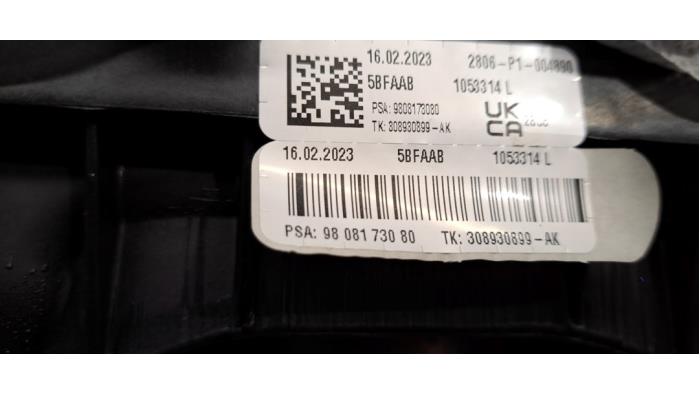 16.02.2023 2806-P1-004890
5BFAAB 1053314 L
PSA: 9808173080
TK: 308930899-AK
UK
CA
2806
16.02.2023 5BFAAB 1053314 L
PSA: 98 081 730 80 TK: 308930899-AK